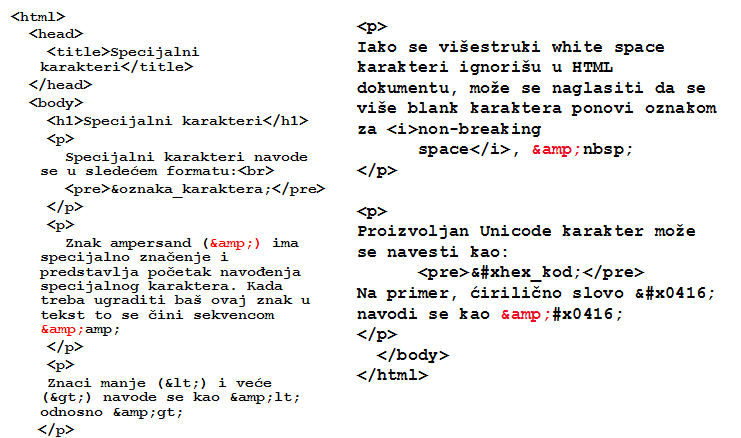 <html>
<head>
<title>Specijalni
karakteri</title>
</head>
<body>
<h1>Specijalni karakteri</h1>
<p>
Specijalni karakteri navode
se u sledećem formatu:<br>
<pre>&oznaka_karaktera;</pre>
</p>
<p>
Znak ampersand (&amp;) ima
specijalno značenje i
predstavlja početak navođenja
specijalnog karaktera. Kada
treba ugraditi baš ovaj znak u
tekst to se čini sekvencom
&amp;amp;
</p>
<p>
Znaci manje (&lt;) i veće
(&gt;) navode se kao &amp;lt;
odnosno &amp;gt;
</p>
<p>
Iako se višestruki white space
karakteri ignorišu u HTML
dokumentu, može se naglasiti da se
više blank karaktera ponovi oznakom
za <i>non-breaking
space</i>, &amp;nbsp;
</p>
<p>
Proizvoljan Unicode karakter može
se navesti kao:
<pre>&#xhex_kod;</pre>
Na primer, ćirilično slovo &#x0416;
navodi se kao &amp;#x0416;
</p>
</body>
</html>